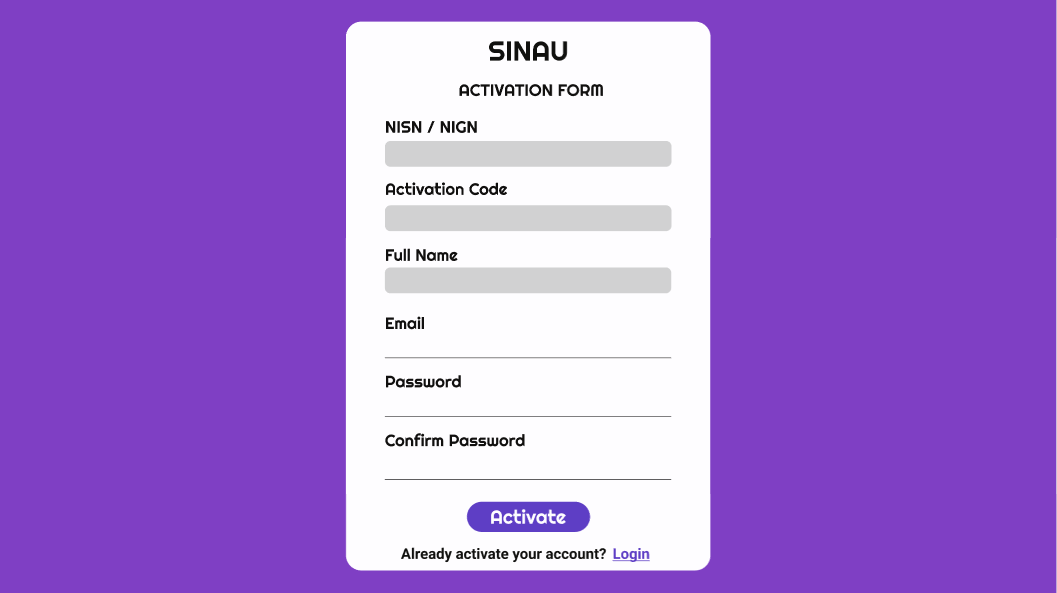 SINAU
ACTIVATION FORM
NISN / NIGN
Activation Code
Full Name
Email
Password
Confirm Password
Activate
Already activate your account? Login